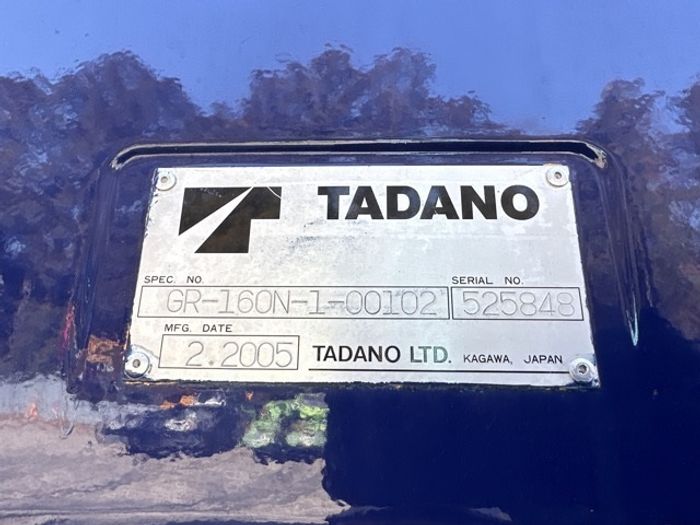 TADANO
SPEC. NO. SERIAL NO.
GR-160N-1-00102 525848
MFG. DATE
2.2005 TADANO LTD. KAGAWA, JAPAN